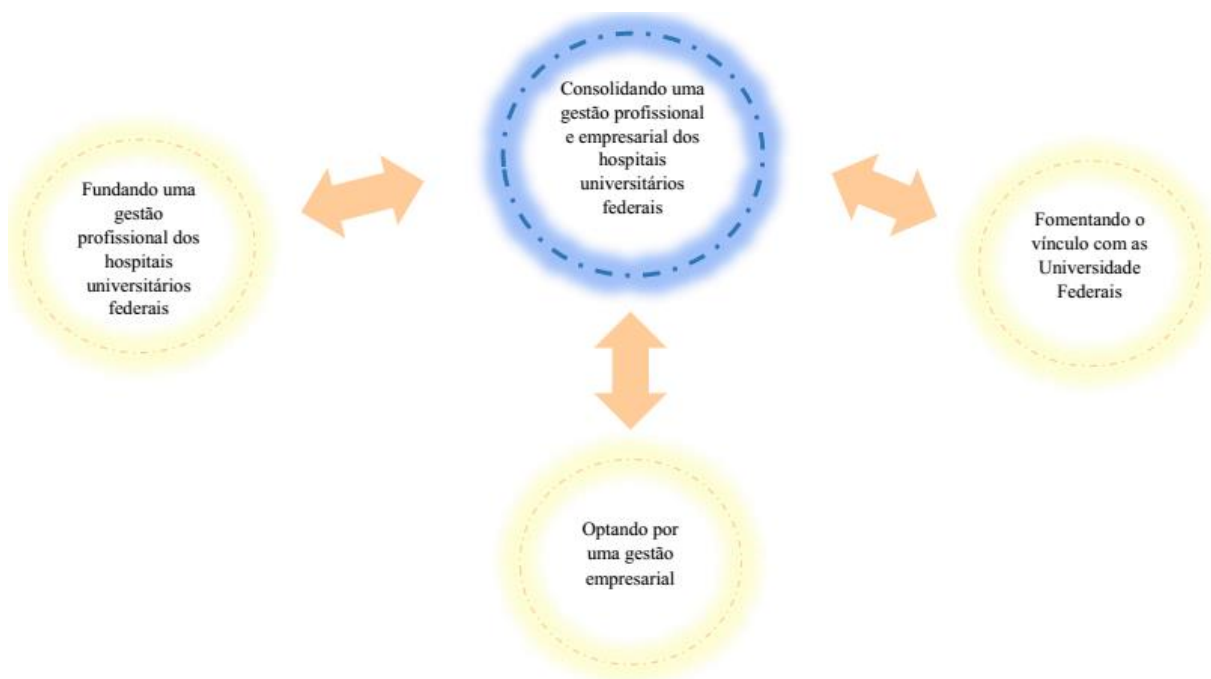 Consolidando uma
gestão profissional
e empresarial dos
hospitais
universitários
federais
Fundando uma
gestão
profissional dos
hospitais
universitários
federais
Fomentando o
vínculo com as
Universidade
Federais
Optando por
uma gestão
empresarial